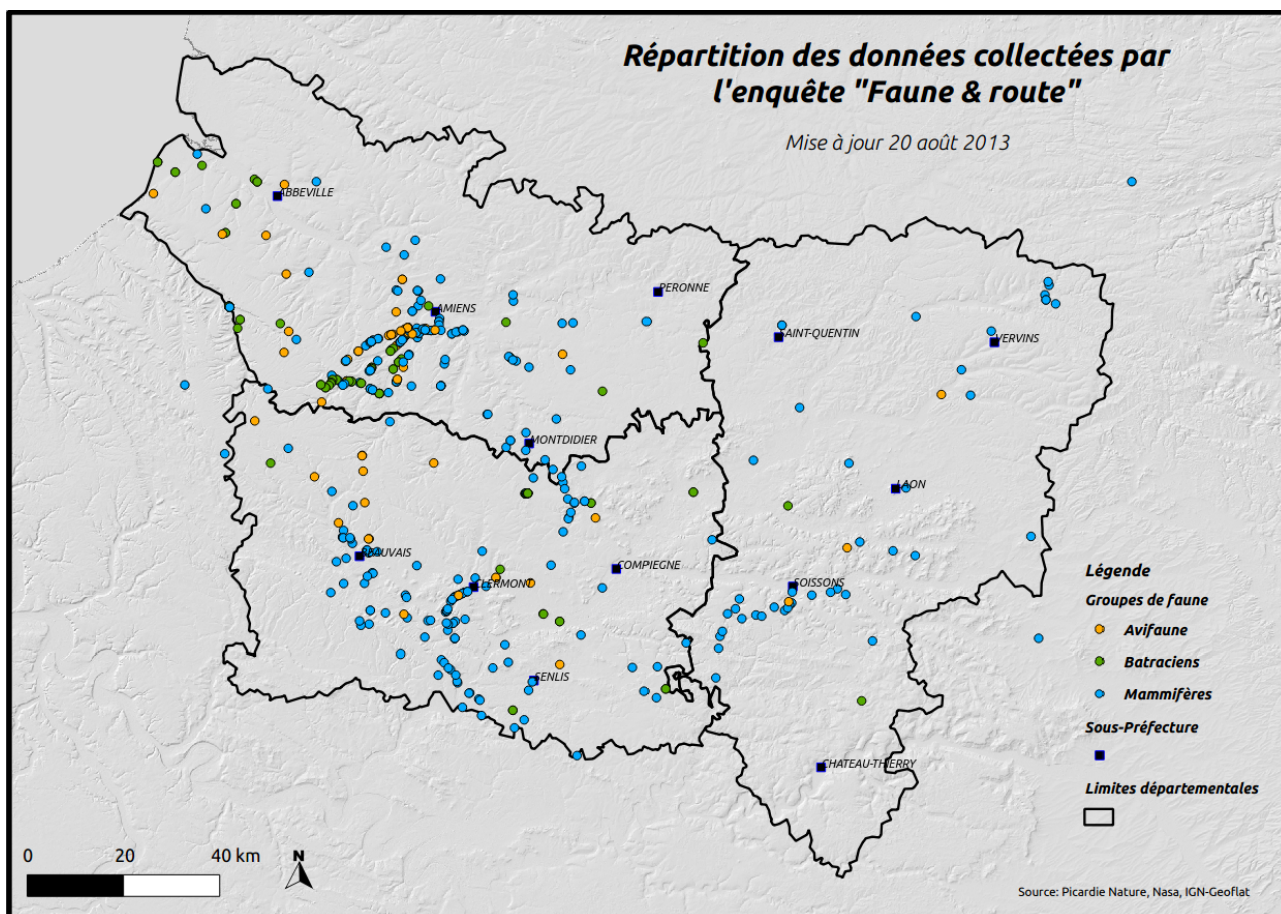 Répartition des données collectées par
l'enquête "Faune & route"
Mise à jour 20 août 2013
ABBEVILLE
PERONNE
AMIENS
SAINT-QUENTIN
VERVINS
MONTDIDIER
LAON
BEAUVAIS
COMPIEGNE
CLERMONT
SOISSONS
SENLIS
CHATEAU-THIERRY
Légende
Groupes de faune
Avifaune
Batraciens
Mammifères
Sous-Préfecture
Limites départementales
0 20 40 km
N
Source: Picardie Nature, Nasa, IGN-Geoflat